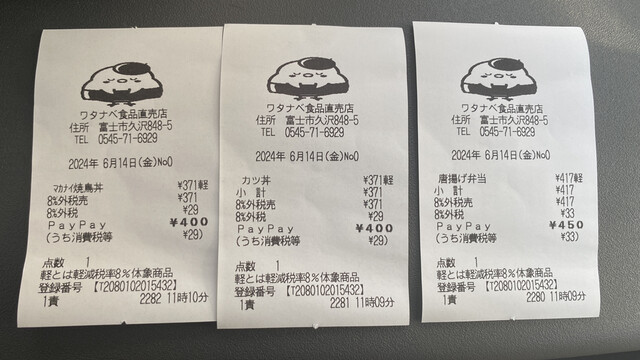 ワタナベ食品直売店
住所 富士市久沢848-5
TEL 0545-71-6929
2024年 6月14日(金)No0
マカナイ焼鳥丼 ¥371軽
小 計 ¥371
8%外税売 ¥371
8%外税 ¥29
PayPay ¥400
(うち消費税等 ¥29)
点数 1
軽とは軽減税率8%体象商品
登録番号 【T2080102015432】
1責 2282 11時10分
ワタナベ食品直売店
住所 富士市久沢848-5
TEL 0545-71-6929
2024年 6月14日(金)No0
カツ丼 ¥371軽
小 計 ¥371
8%外税売 ¥371
8%外税 ¥29
PayPay ¥400
(うち消費税等 ¥29)
点数 1
軽とは軽減税率8%体象商品
登録番号 【T2080102015432】
1責 2281 11時09分
ワタナベ食品直売店
住所 富士市久沢848-5
TEL 0545-71-6929
2024年 6月14日(金)No0
唐揚げ弁当 ¥417軽
小 計 ¥417
8%外税売 ¥417
8%外税 ¥33
PayPay ¥450
(うち消費税等 ¥33)
点数 1
軽とは軽減税率8%体象商品
登録番号 【T2080102015432】
1責 2280 11時09分